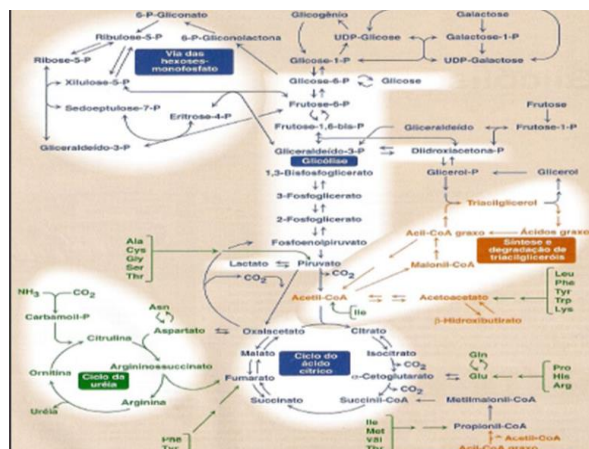 6-P-Gliconato
Glicogênio
Galactose
Ribulose-5-P
6-P-Gliconolactona
UDP-Glicose
Galactose-1-P
Ribose-5-P
Via das
hexoses-
monofosfato
Glicose-1-P
UDP-Galactose
Xilulose-5-P
Glicose-6-P
Glicose
Sedoeptulose-7-P
Frutose-6-P
Eritrose-4-P
Frutose
Frutose-1,6-bis-P
Gliceraldeído
Frutose-1-P
Gliceraldeído-3-P
Gliceraldeído-3-P
Diidroxiacetona-P
Glicólise
1,3-Bisfosfoglicerato
Glicerol-P
Glicerol
3-Fosfoglicerato
Triacilglicerol
2-Fosfoglicerato
Acil-CoA graxo
Ácidos graxo
Fosfoenolpiruvato
Síntese e
degradação de
triacilgliceróis
Ala
Cys
Gly
Ser
Thr
Lactato
Piruvato
Malonil-CoA
CO₂
CO₂
NH₃
CO₂
Acetil-CoA
Acetoacetato
Leu
Phe
Tyr
Trp
Lys
Asn
Ile
β-Hidroxibutirato
Carbamoil-P
Citrulina
Aspartato
Oxalacetato
Citrato
Malato
Ciclo do
ácido
cítrico
Isocitrato
Gln
Argininossuccinato
CO₂
Ornitina
Ciclo da
uréia
Fumarato
α-Cetoglutarato
Glu
Pro
His
Arg
CO₂
Arginina
Succinato
Succinil-CoA
Metilmalonil-CoA
Uréia
Ile
Met
Val
Thr
Propionil-CoA
Phe
Tyr
Acetil-CoA
Acil-CoA graxo